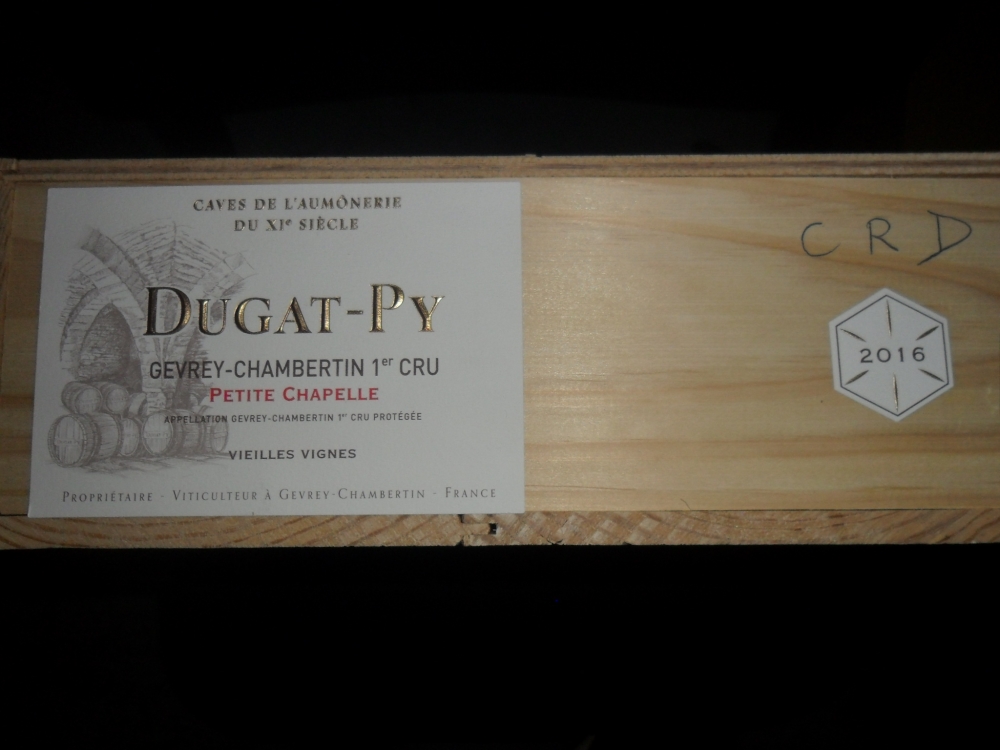 CAVES DE L'AUMÔNERIE
DU XIe SIÈCLE
DUGAT-PY
GEVREY-CHAMBERTIN 1er CRU
PETITE CHAPELLE
APPELLATION GEVREY-CHAMBERTIN 1er CRU PROTÉGÉE
VIEILLES VIGNES
PROPRIÉTAIRE - VITICULTEUR À GEVREY-CHAMBERTIN - FRANCE
CRD
2016